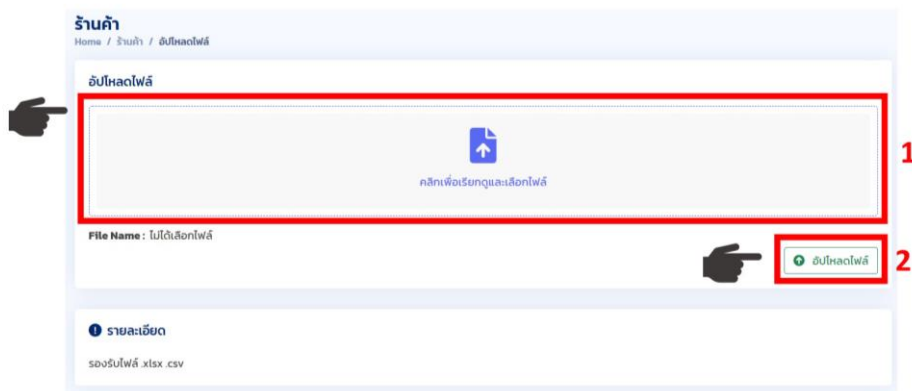 ร้านค้า
Home / ร้านค้า / อัปโหลดไฟล์
อัปโหลดไฟล์
คลิกเพื่อเรียกดูและเลือกไฟล์
1
File Name : ไม่ได้เลือกไฟล์
อัปโหลดไฟล์ 2
รายละเอียด
รองรับไฟล์ .xlsx .csv